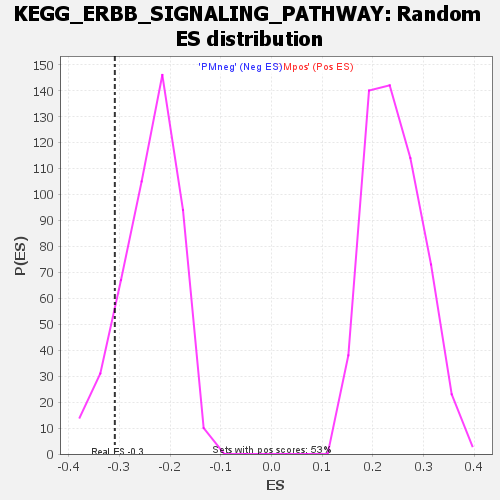 KEGG_ERBB_SIGNALING_PATHWAY: Random
ES distribution
'PMneg' (Neg ES)Mpos' (Pos ES)
150
140
130
120
110
100
90
80
70
60
50
40
30
20
10
0
P(ES)
Real ES -0.3
Sets with pos scores: 53%
-0.4 -0.3 -0.2 -0.1 0.0 0.1 0.2 0.3 0.4
ES